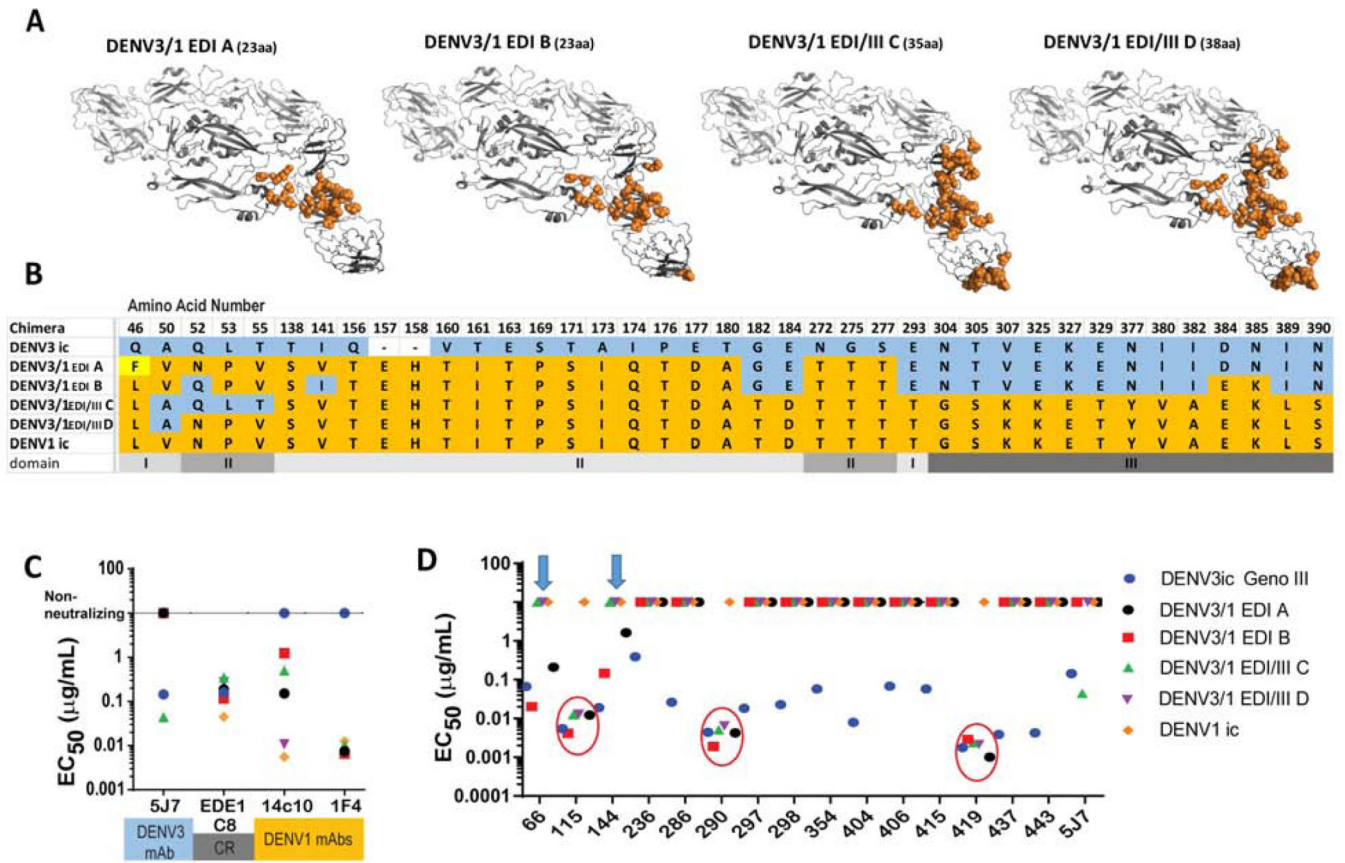 A
DENV3/1 EDI A (23aa)
DENV3/1 EDI B (23aa)
DENV3/1 EDI/III C (35aa)
DENV3/1 EDI/III D (38aa)
B
Amino Acid Number
Chimera 46 50 52 53 55 138 141 156 157 158 160 161 163 169 171 173 174 176 177 180 182 184 272 275 277 293 304 305 307 325 327 329 377 380 382 384 385 389 390
DENV3 ic Q A Q L T T I Q - - V T E S T A I P E T G E N G S E N T V E K E N I I D N I N
DENV3/1 EDI A F V N P V S V T E H T I T P S I Q T D A G E T T T E N T V E K E N I I D N I N
DENV3/1 EDI B L V Q P V S I T E H T I T P S I Q T D A G E T T T E N T V E K E N I I E K I N
DENV3/1EDI/III C L A Q L T S V T E H T I T P S I Q T D A T D T T T T G S K K E T Y V A E K L S
DENV3/1EDI/III D L A N P V S V T E H T I T P S I Q T D A T D T T T T G S K K E T Y V A E K L S
DENV1 ic L V N P V S V T E H T I T P S I Q T D A T D T T T T G S K K E T Y V A E K L S
domain I II II II I III
C
100
Non-
neutralizing
1
0.1
0.01
0.001
EC50 (μg/mL)
5J7 EDE1 C8 14c10 1F4
DENV3 mAb
CR
DENV1 mAbs
D
100
1
0.1
0.01
0.001
0.0001
EC50 (μg/mL)
66 115 144 236 286 290 297 298 354 404 406 415 419 437 443 5J7
DENV3ic Geno III
DENV3/1 EDI A
DENV3/1 EDI B
DENV3/1 EDI/III C
DENV3/1 EDI/III D
DENV1 ic